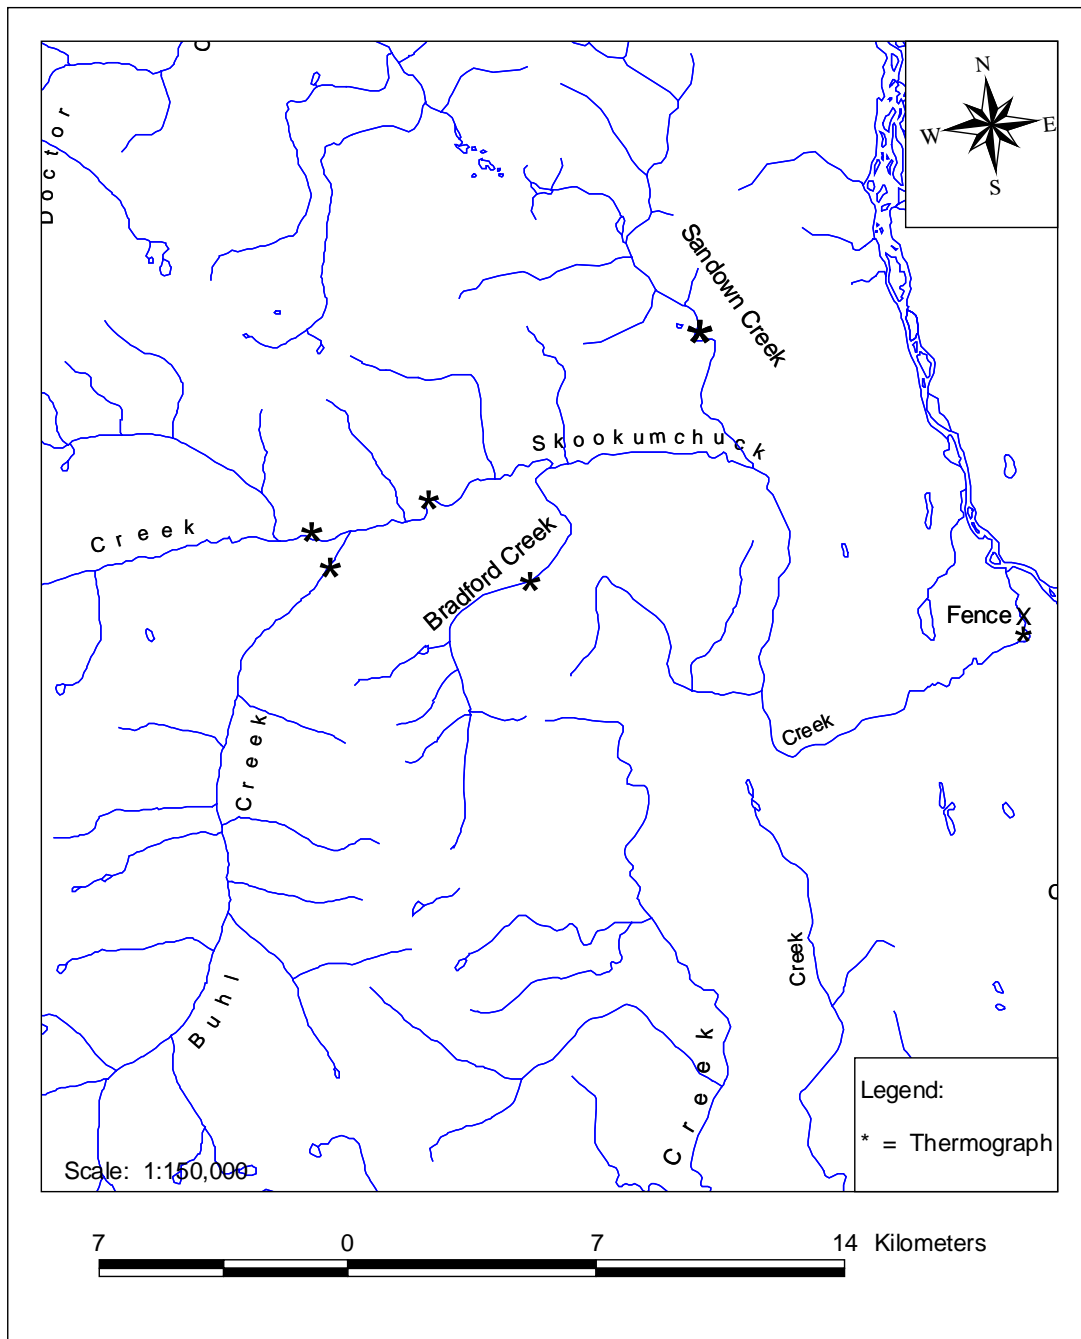 N
W
E
S
Doctor
Sandown Creek
Skookumchuck
Creek
Bradford Creek
Fence X
Creek
Creek
Buhl
Creek
Creek
Legend:
* = Thermograph
Scale: 1:150,000
7 0 7 14 Kilometers